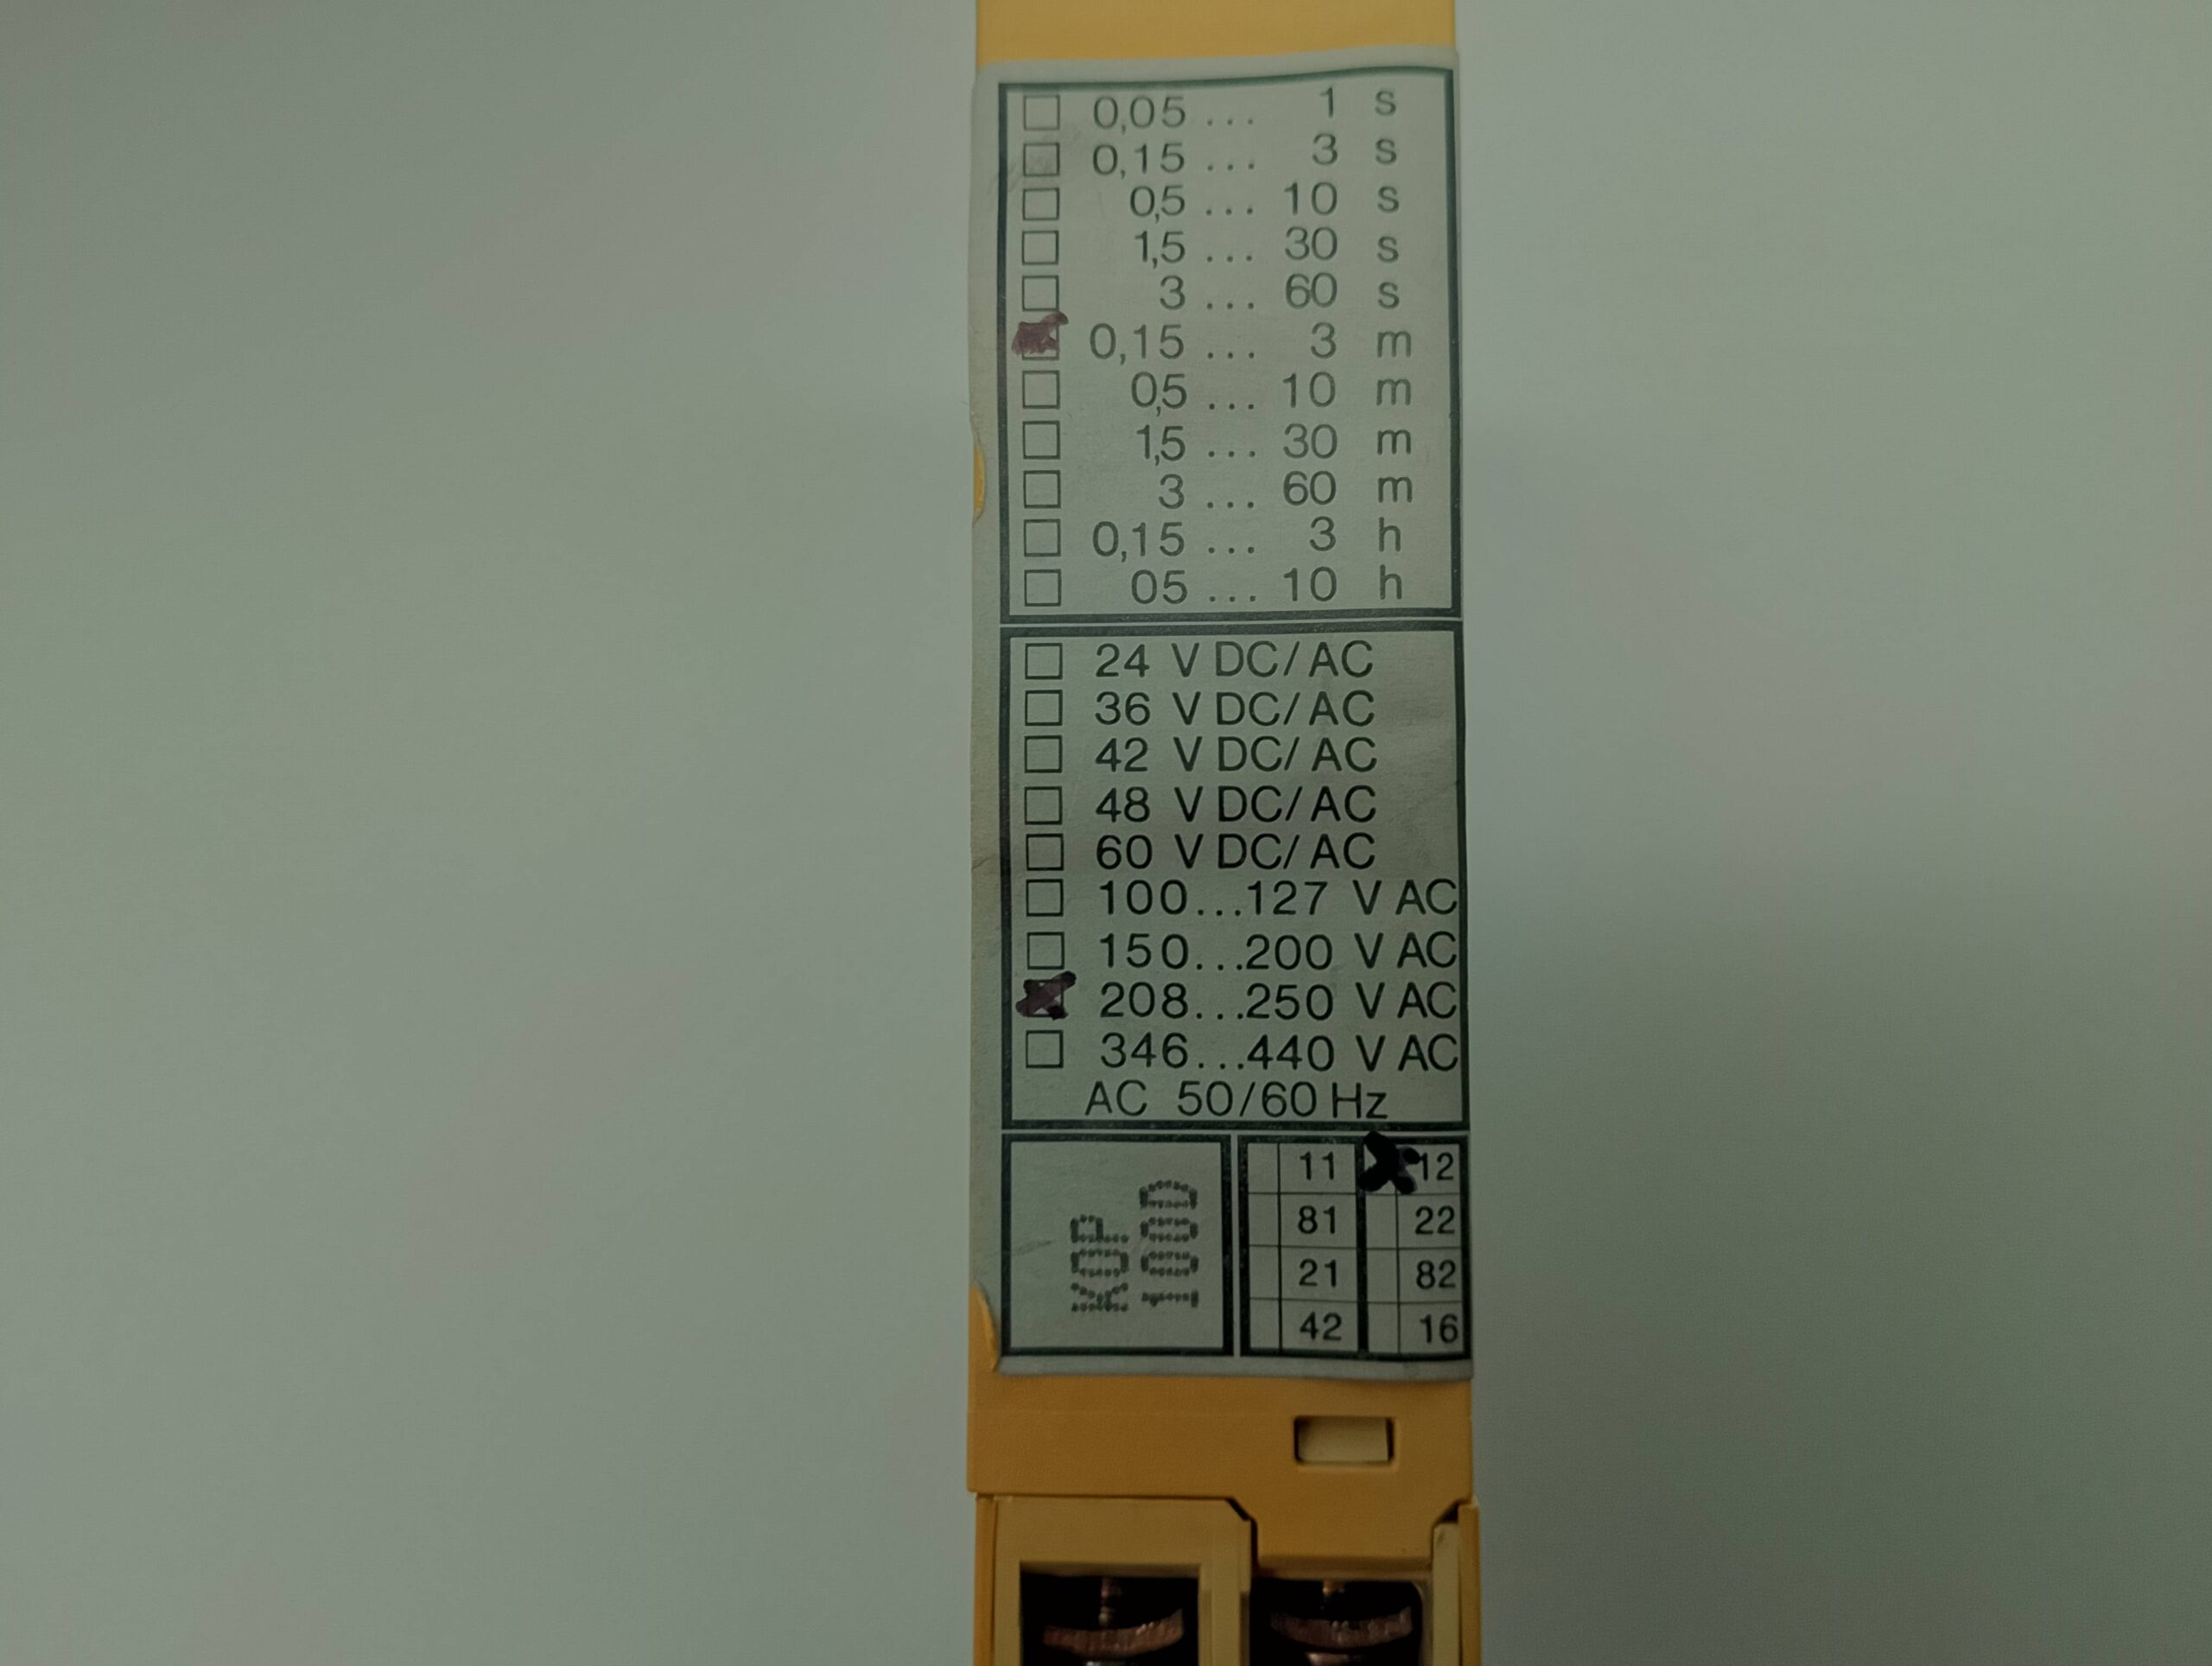 0,05 ... 1 s
0,15 ... 3 s
0,5 ... 10 s
1,5 ... 30 s
3 ... 60 s
0,15 ... 3 m
0,5 ... 10 m
1,5 ... 30 m
3 ... 60 m
0,15 ... 3 h
05 ... 10 h
24 V DC/AC
36 V DC/AC
42 V DC/AC
48 V DC/AC
60 V DC/AC
100...127 V AC
150...200 V AC
208...250 V AC
346...440 V AC
AC 50/60 Hz
11 12
81 22
21 82
42 16